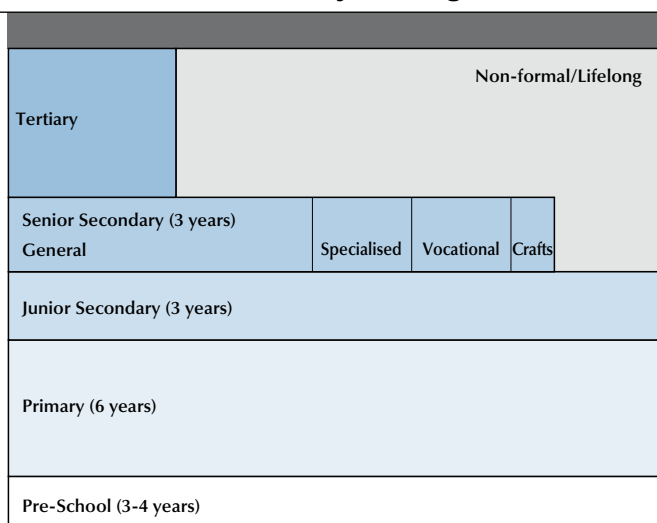 Non-formal/Lifelong
Tertiary
Senior Secondary (3 years)
General
Specialised
Vocational
Crafts
Junior Secondary (3 years)
Primary (6 years)
Pre-School (3-4 years)